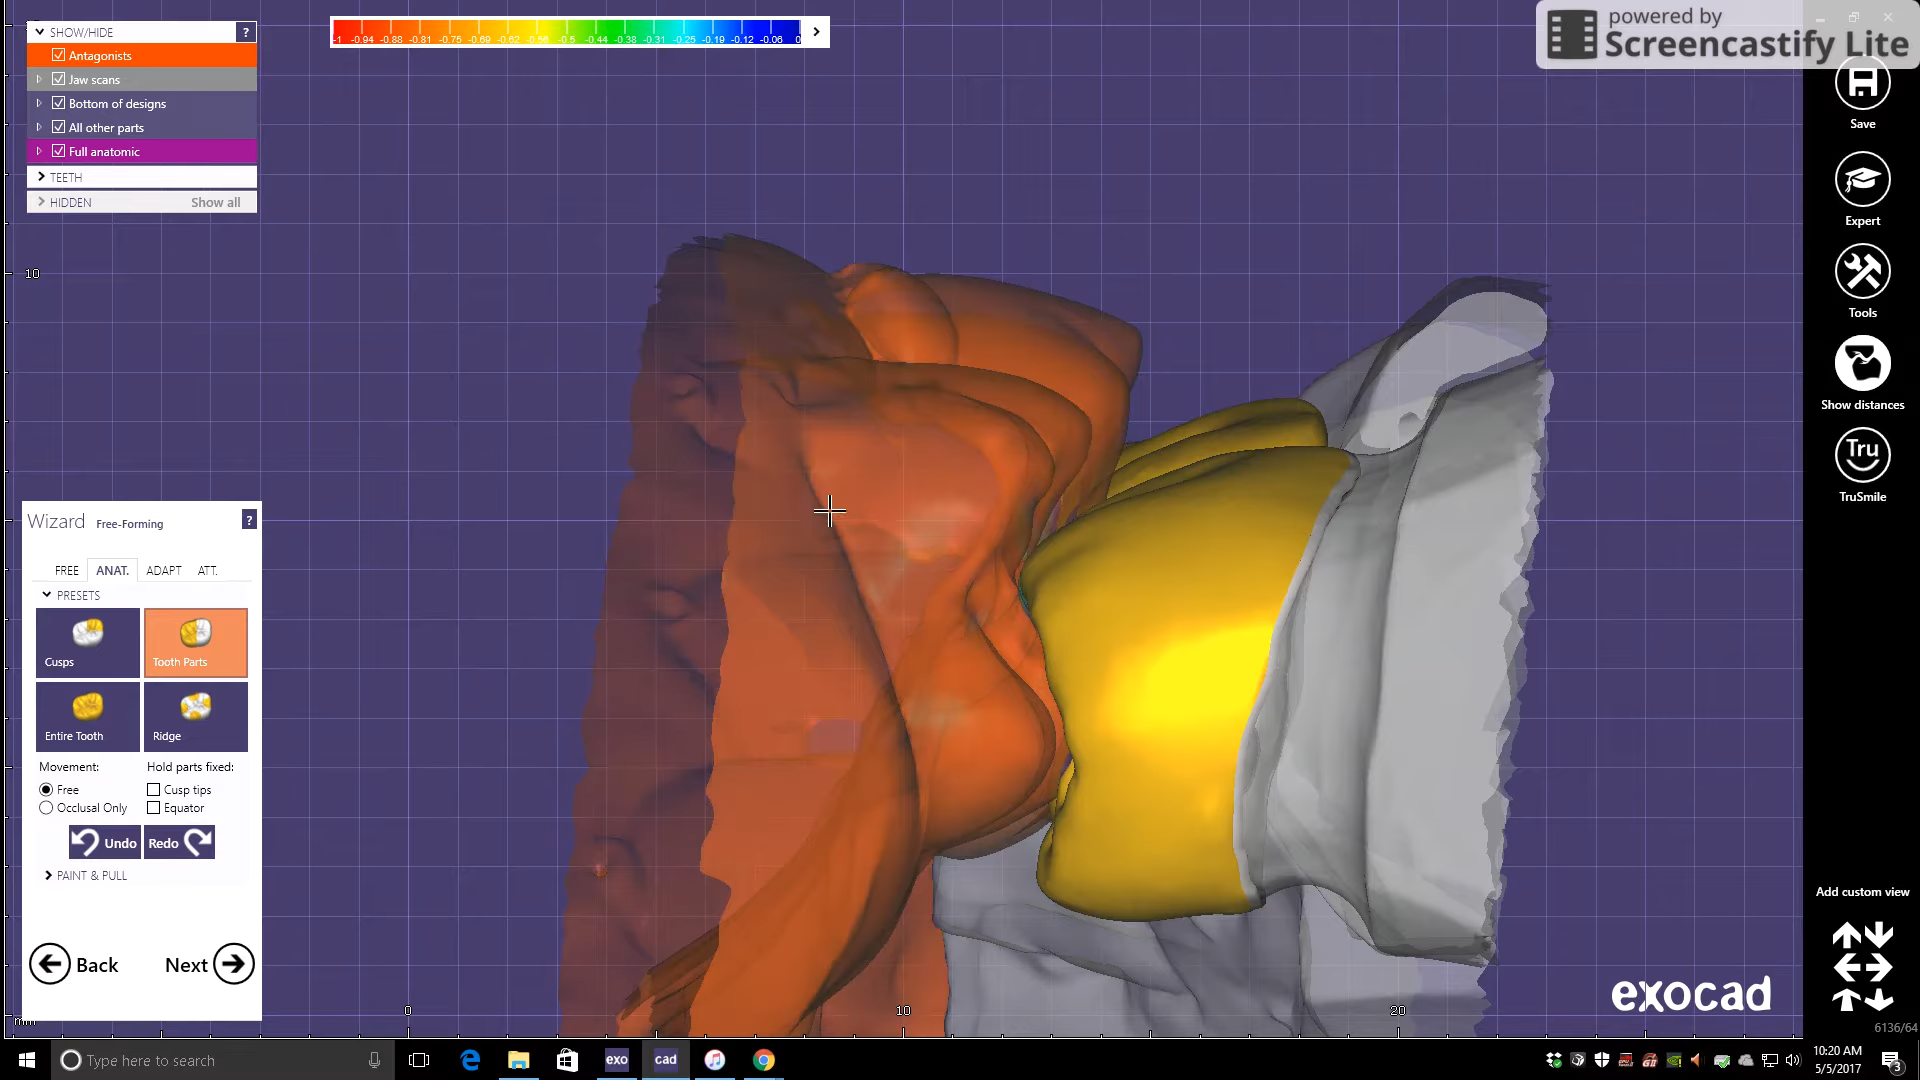 SHOW/HIDE ?
Antagonists
Jaw scans
Bottom of designs
All other parts
Full anatomic
TEETH
HIDDEN Show all
-1 -0.94 -0.88 -0.81 -0.75 -0.69 -0.62 -0.56 -0.5 -0.44 -0.38 -0.31 -0.25 -0.19 -0.12 -0.06 0
powered by
Screencastify Lite
Save
Expert
Tools
Show distances
Tru
TruSmile
10
Wizard Free-Forming ?
FREE ANAT. ADAPT ATT.
PRESETS
Cusps Tooth Parts
Entire Tooth Ridge
Movement: Hold parts fixed:
Free Cusp tips
Occlusal Only Equator
Undo Redo
PAINT & PULL
Back Next
Add custom view
exocad
0 10 20
mm
6136/64
Type here to search
exo cad
10:20 AM
5/5/2017
3